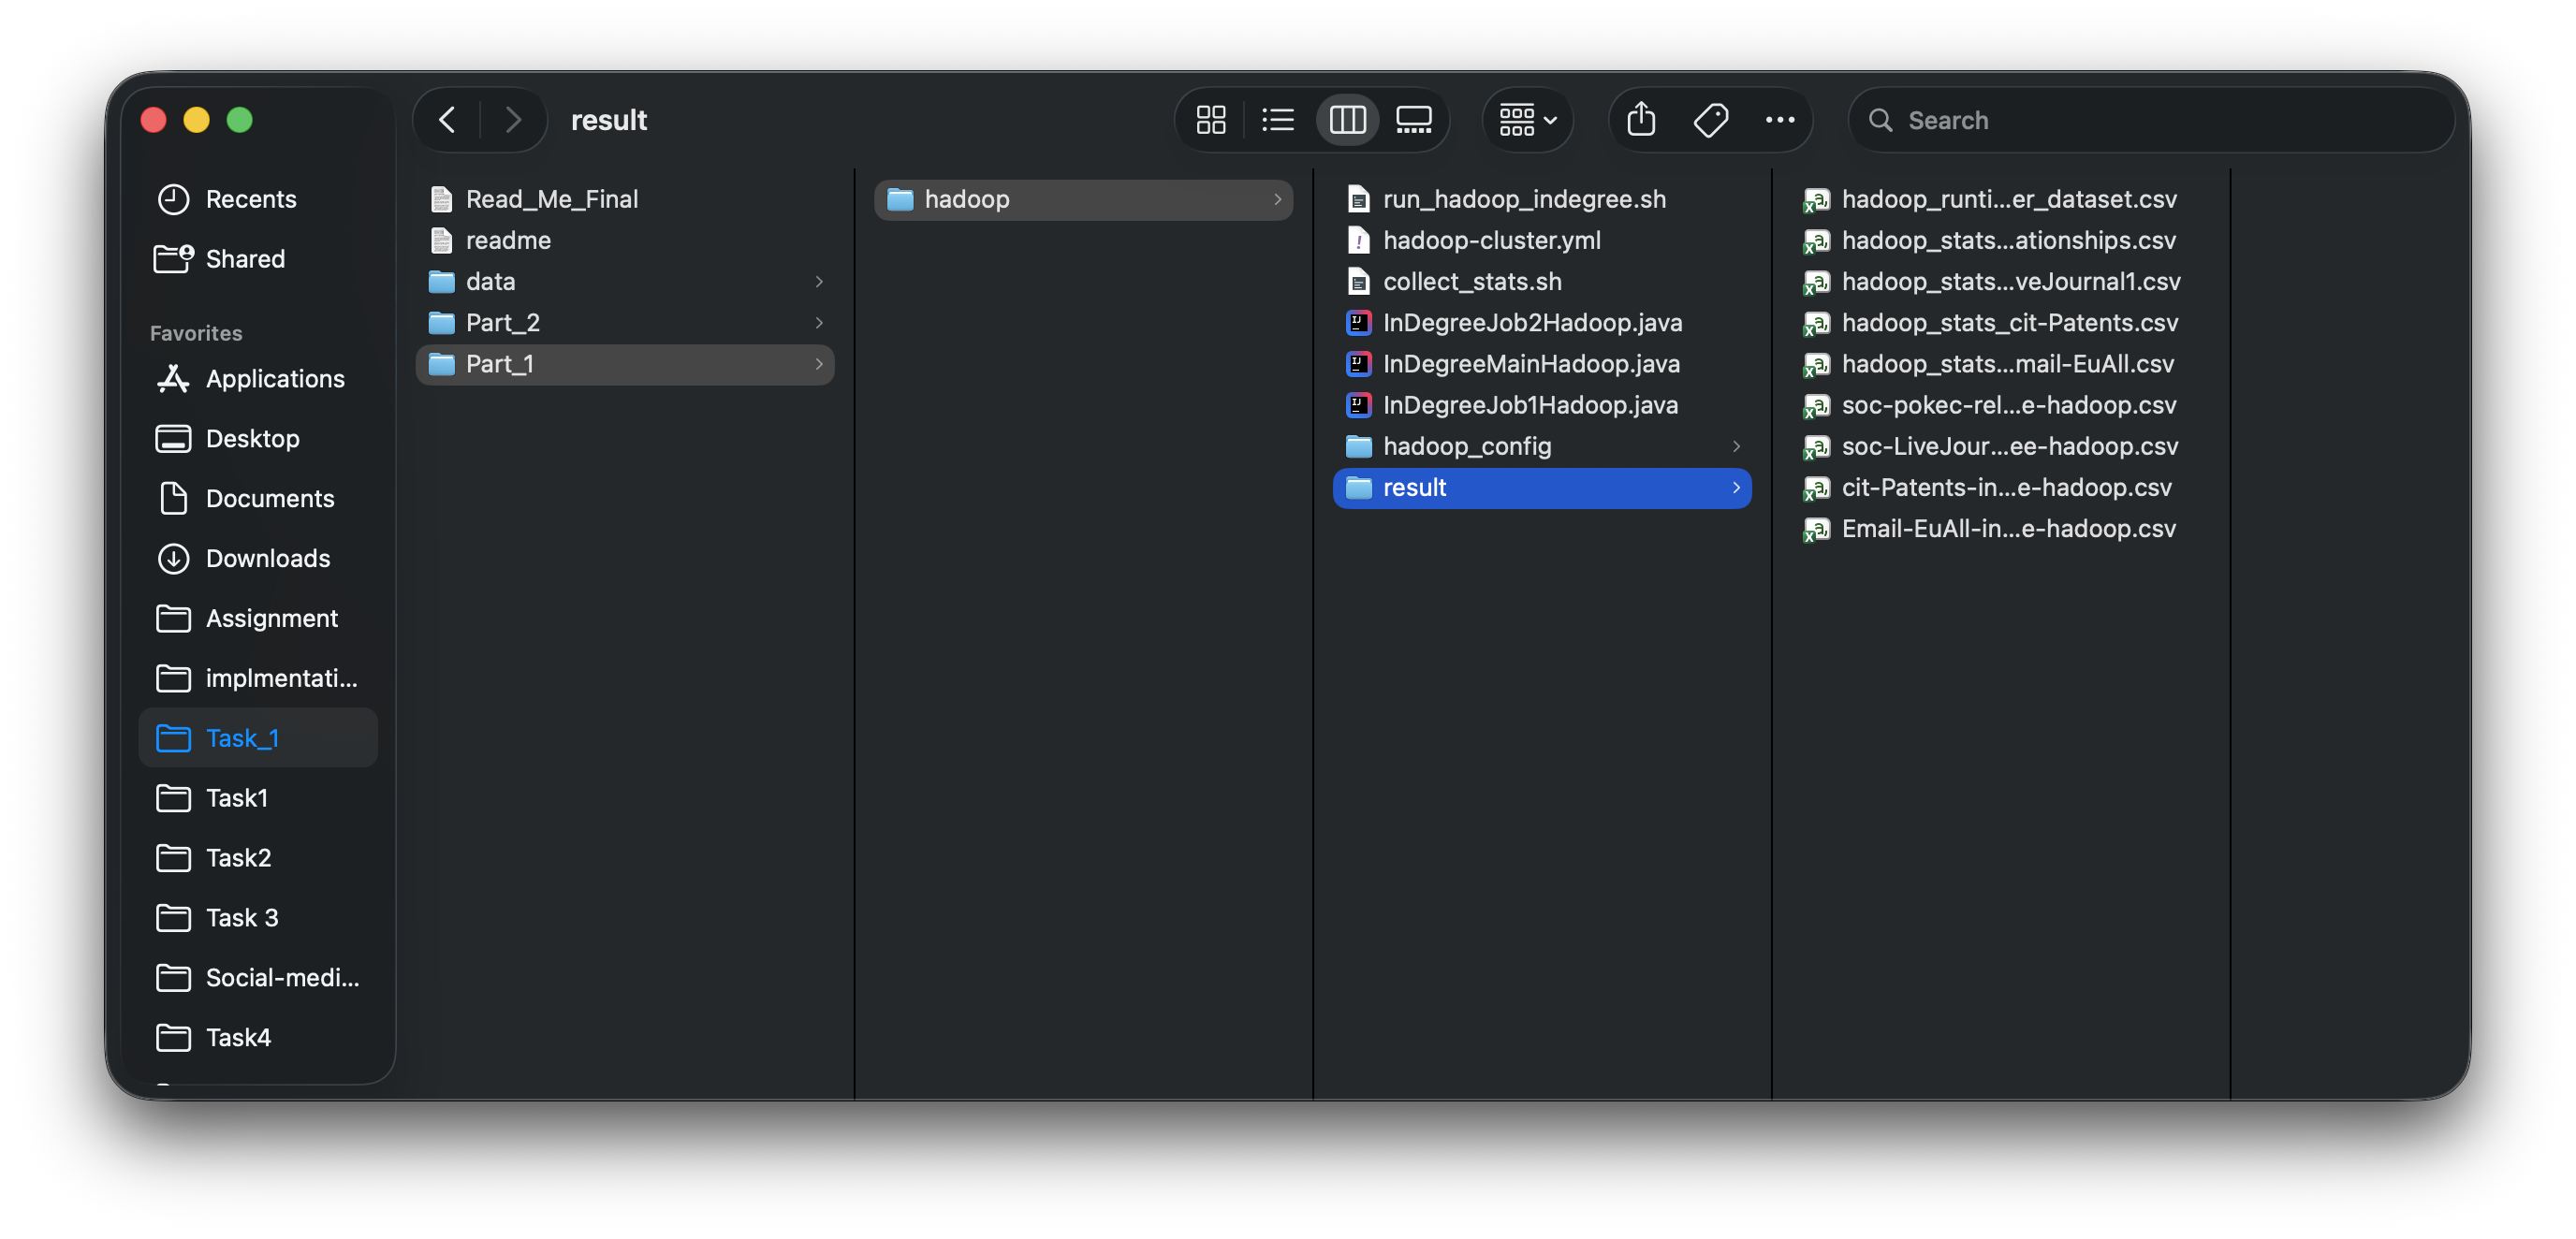 result
Search
Recents
Shared
Favorites
Applications
Desktop
Documents
Downloads
Assignment
implmentati...
Task_1
Task1
Task2
Task 3
Social-medi...
Task4
Read_Me_Final
readme
data
Part_2
Part_1
hadoop
run_hadoop_indegree.sh
hadoop-cluster.yml
collect_stats.sh
InDegreeJob2Hadoop.java
InDegreeMainHadoop.java
InDegreeJob1Hadoop.java
hadoop_config
result
hadoop_runti...er_dataset.csv
hadoop_stats...ationships.csv
hadoop_stats...veJournal1.csv
hadoop_stats_cit-Patents.csv
hadoop_stats...mail-EuAll.csv
soc-pokec-rel...e-hadoop.csv
soc-LiveJour...ee-hadoop.csv
cit-Patents-in...e-hadoop.csv
Email-EuAll-in...e-hadoop.csv